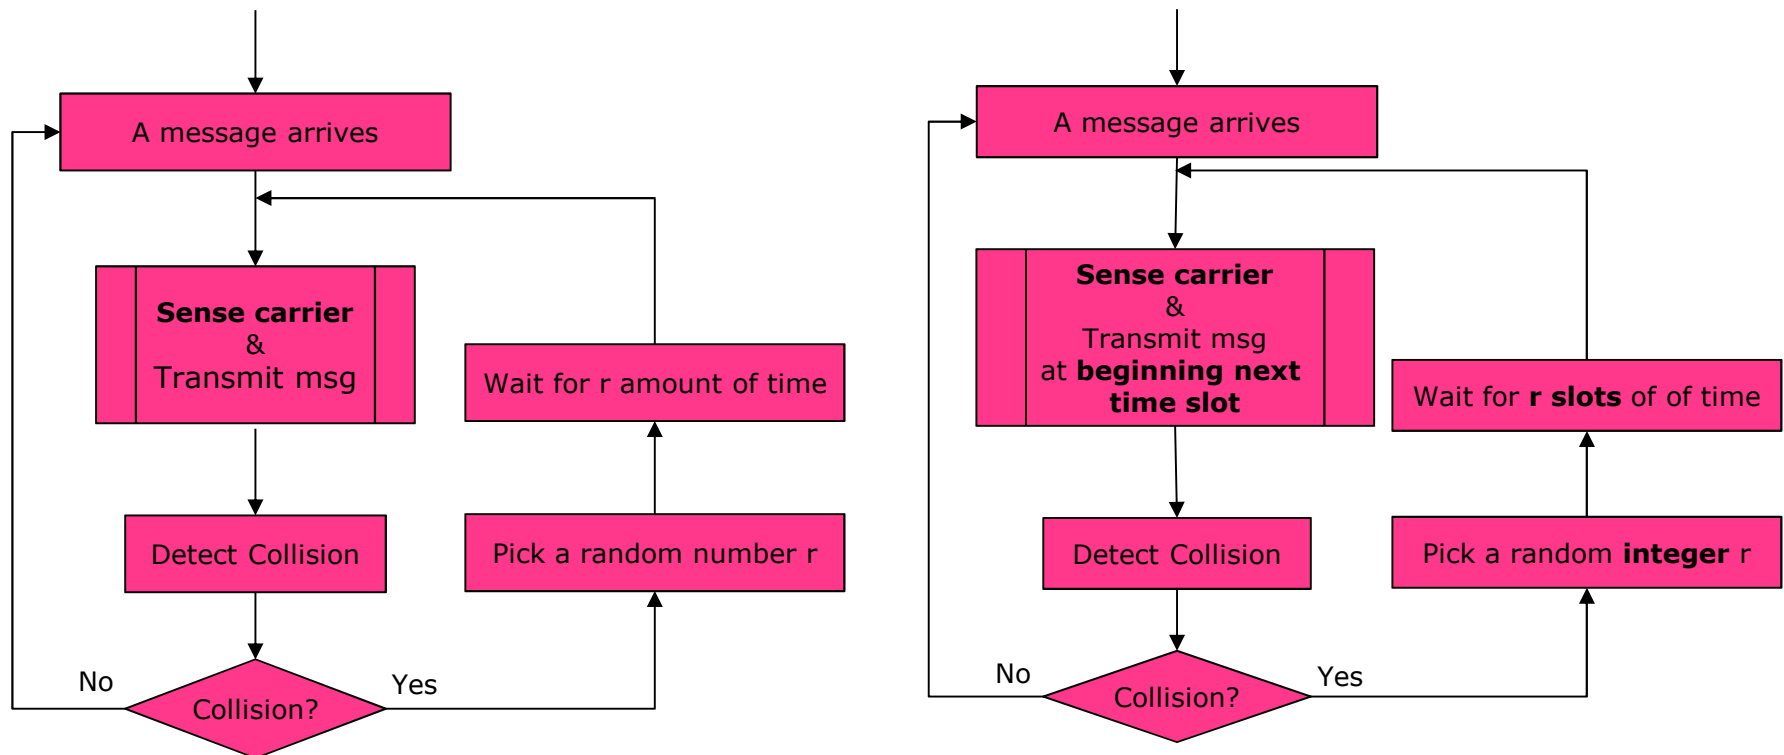 A message arrives
Sense carrier
&
Transmit msg
Wait for r amount of time
Detect Collision
Pick a random number r
No
Yes
Collision?
A message arrives
Sense carrier
&
Transmit msg
at beginning next
time slot
Wait for r slots of of time
Detect Collision
Pick a random integer r
No
Yes
Collision?